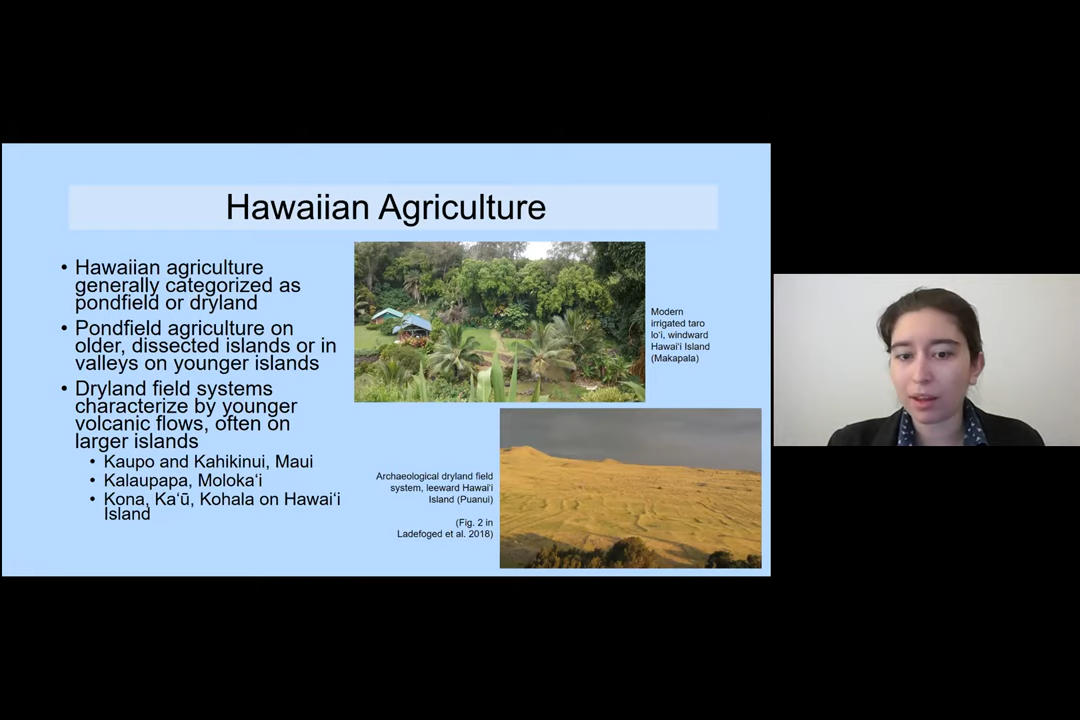 Hawaiian Agriculture
• Hawaiian agriculture
generally categorized as
pondfield or dryland
• Pondfield agriculture on
older, dissected islands or in
valleys on younger islands
• Dryland field systems
characterize by younger
volcanic flows, often on
larger islands
• Kaupo and Kahikinui, Maui
• Kalaupapa, Molokaʻi
• Kona, Kaʻū, Kohala on Hawaiʻi
Island
Modern
irrigated taro
loʻi, windward
Hawaiʻi Island
(Makapala)
Archaeological dryland field
system, leeward Hawaiʻi
Island (Puanui)
(Fig. 2 in
Ladefoged et al. 2018)